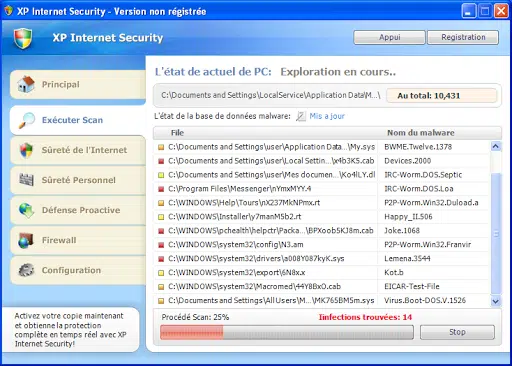 XP Internet Security - Version non régistrée
XP Internet Security
Appui
Registration
Principal
Exécuter Scan
Sûreté de l'Internet
Sûreté Personnel
Défense Proactive
Firewall
Configuration
Activez votre copie maintenant
et obtienne la protection
complète en temps réel avec XP
Internet Security!
L'état de actuel de PC: Exploration en cours..
C:\Documents and Settings\LocalService\Application Data\M...\
Au total: 10,431
L'état de la base de données malware: Mis a jour
File Nom du malware
C:\Documents and Settings\user\Application Data...\My.sys BWME.Twelve.1378
C:\Documents and Settings\user\Local Settin...\e4b3K5.cab Devices.2000
C:\Documents and Settings\user\Mes documen...\Ko4lLY.dl IRC-Worm.DOS.Septic
C:\Program Files\Messenger\nYmxMYY.4 IRC-Worm.DOS.Loa
C:\WINDOWS\Help\Tours\nX237MkNPmx.rt P2P-Worm.Win32.Duload.a
C:\WINDOWS\Installer\y7manM5b2.rt Happy_II.506
C:\WINDOWS\pchealth\helpctr\Packa...\BPXoob5KJ8m.cab Joke.1068
C:\WINDOWS\system32\config\N3.am P2P-Worm.Win32.Franvir
C:\WINDOWS\system32\drivers\a008Y087kyK.sys Lemena.3544
C:\WINDOWS\system32\export\6N8x.x Kot.b
C:\WINDOWS\system32\Macromed\44Y8BxO.cab EICAR-Test-File
C:\Documents and Settings\All Users\M...\MK765BM5m.sys Virus.Boot-DOS.V.1526
Procédé Scan: 25%
Infections trouvées: 14
Stop